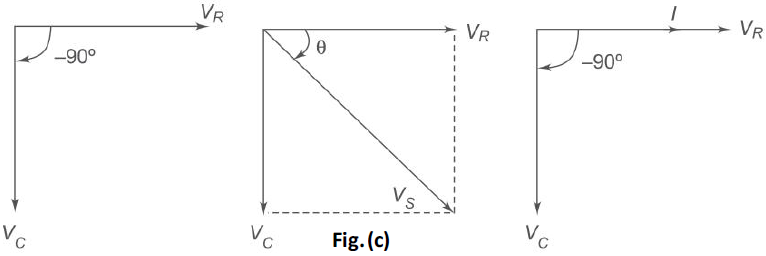 V_R
–90°
V_C
V_R
θ
V_S
V_C
Fig. (c)
I
V_R
–90°
V_C